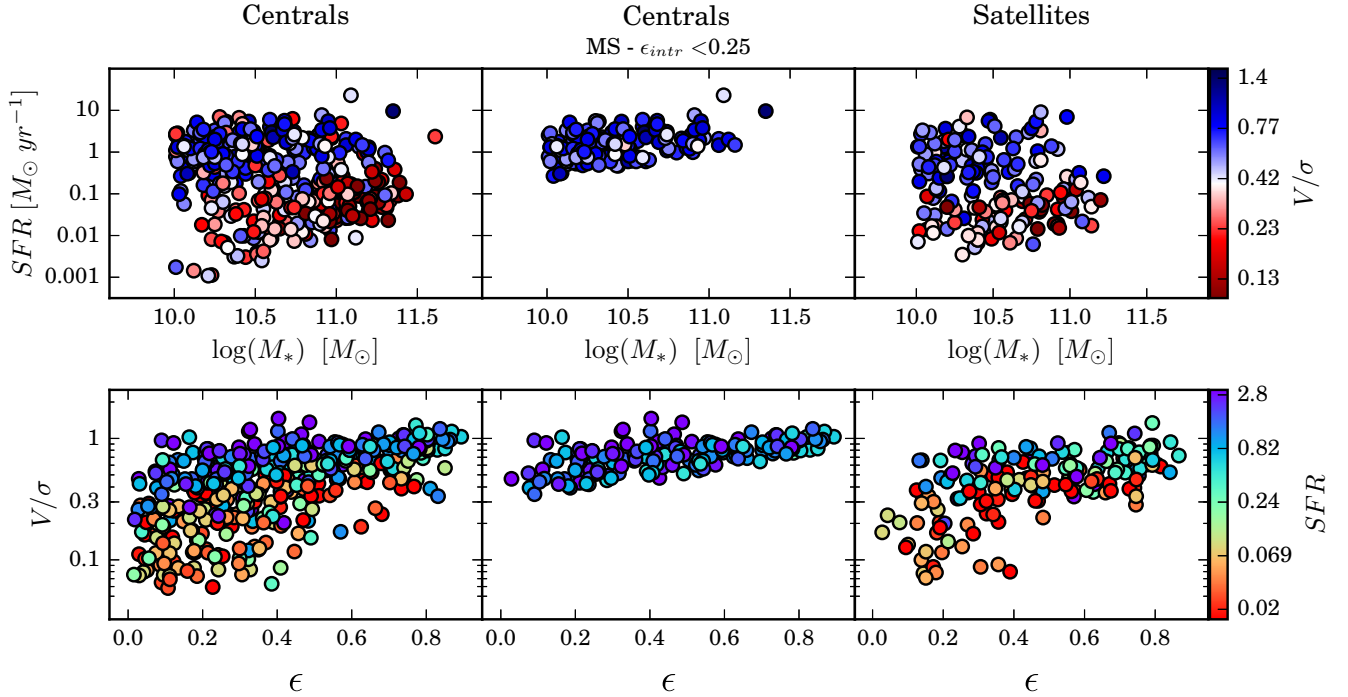 Centrals
Centrals
Satellites
MS - ϵ_intr <0.25
SFR [M⊙ yr⁻¹]
10
1
0.1
0.01
0.001
1.4
0.77
0.42
0.23
0.13
V/σ
10.0 10.5 11.0 11.5
10.0 10.5 11.0 11.5
10.0 10.5 11.0 11.5
log(M*) [M⊙]
log(M*) [M⊙]
log(M*) [M⊙]
V/σ
1
0.3
0.1
2.8
0.82
0.24
0.069
0.02
SFR
0.0 0.2 0.4 0.6 0.8
0.0 0.2 0.4 0.6 0.8
0.0 0.2 0.4 0.6 0.8
ϵ
ϵ
ϵ